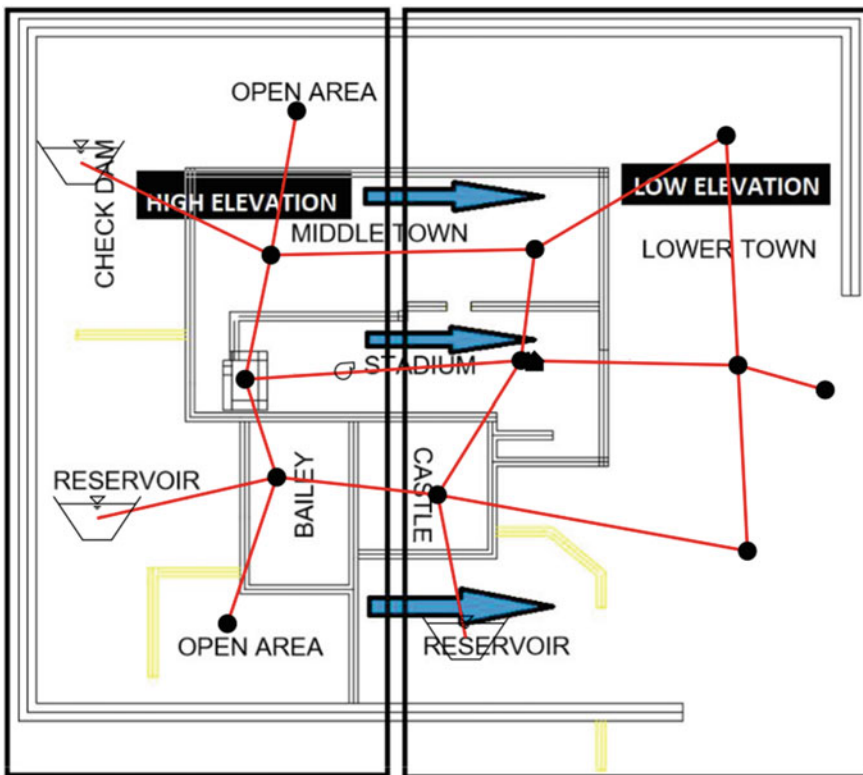 OPEN AREA
CHECK DAM
HIGH ELEVATION
LOW ELEVATION
MIDDLE TOWN
LOWER TOWN
STADIUM
RESERVOIR
BAILEY
CASTLE
OPEN AREA
RESERVOIR